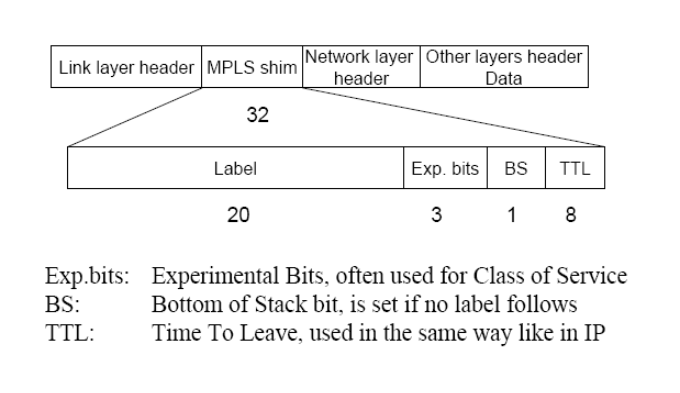 Link layer header MPLS shim Network layer header Other layers header Data
32
Label Exp. bits BS TTL
20 3 1 8
Exp.bits: Experimental Bits, often used for Class of Service
BS: Bottom of Stack bit, is set if no label follows
TTL: Time To Leave, used in the same way like in IP